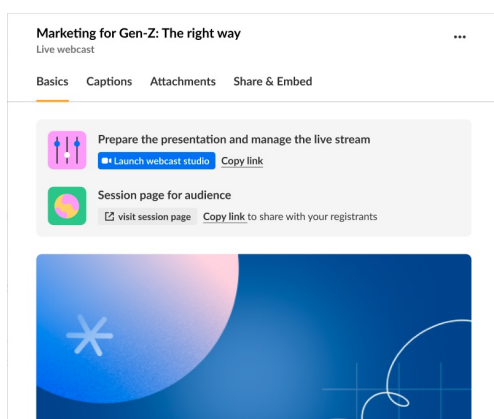 Marketing for Gen-Z: The right way
Live webcast
Basics Captions Attachments Share & Embed
Prepare the presentation and manage the live stream
Launch webcast studio Copy link
Session page for audience
visit session page Copy link to share with your registrants